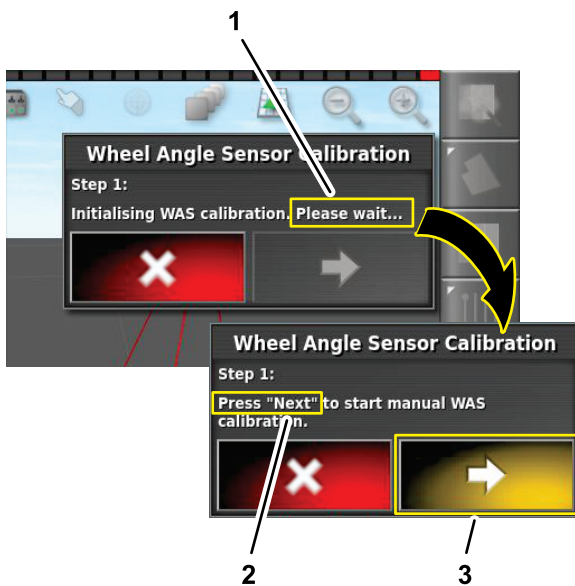 1
Wheel Angle Sensor Calibration
Step 1:
Initialising WAS calibration. Please wait...
Wheel Angle Sensor Calibration
Step 1:
Press "Next" to start manual WAS
calibration.
2
3